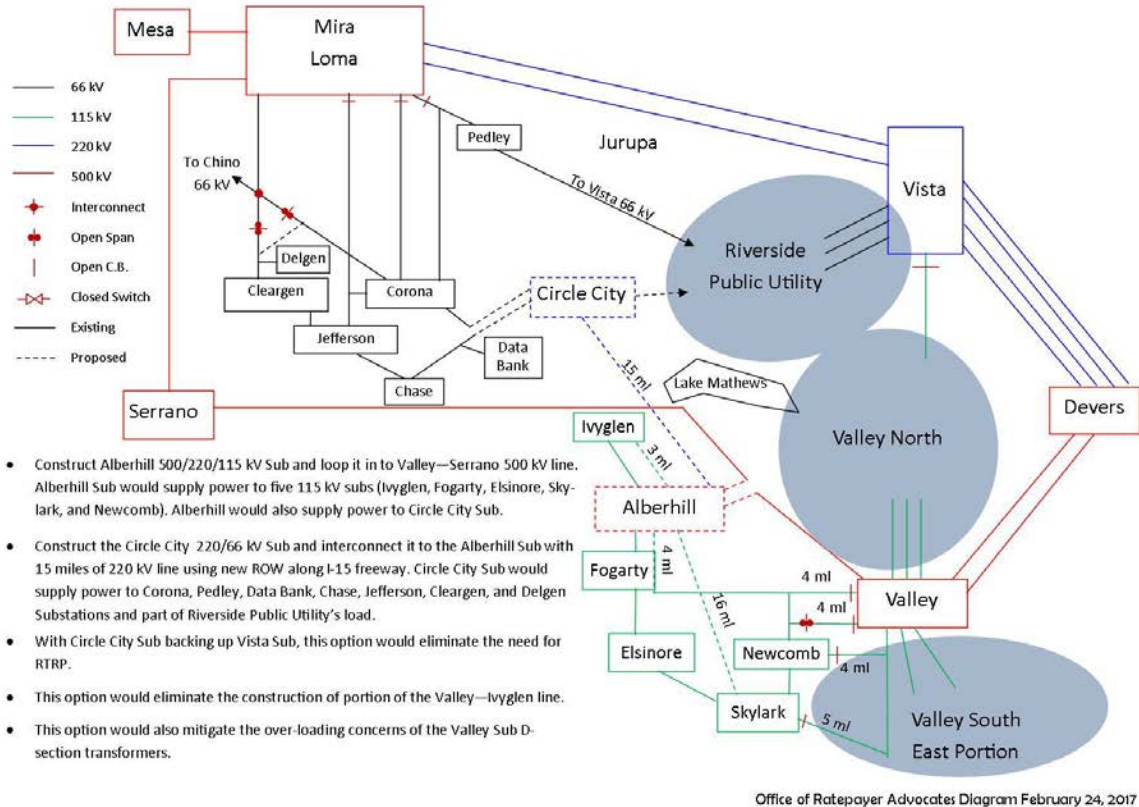 Mesa
Mira
Loma
66 kV
115 kV
220 kV
500 kV
Interconnect
Open Span
Open C.B.
Closed Switch
Existing
Proposed
To Chino
66 kV
Pedley
Jurupa
To Vista 66 kV
Vista
Riverside
Public Utility
Delgen
Cleargen
Corona
Circle City
Jefferson
Data
Bank
Chase
15 ml
Lake Mathews
Serrano
Devers
Ivyglen
Valley North
3 ml
Alberhill
Fogarty
4 ml
16 ml
4 ml
Valley
4 ml
Elsinore
Newcomb
4 ml
Skylark
5 ml
Valley South
East Portion
• Construct Alberhill 500/220/115 kV Sub and loop it in to Valley—Serrano 500 kV line.
Alberhill Sub would supply power to five 115 kV subs (Ivyglen, Fogarty, Elsinore, Sky-
lark, and Newcomb). Alberhill would also supply power to Circle City Sub.
• Construct the Circle City 220/66 kV Sub and interconnect it to the Alberhill Sub with
15 miles of 220 kV line using new ROW along I-15 freeway. Circle City Sub would
supply power to Corona, Pedley, Data Bank, Chase, Jefferson, Cleargen, and Delgen
Substations and part of Riverside Public Utility's load.
• With Circle City Sub backing up Vista Sub, this option would eliminate the need for
RTRP.
• This option would eliminate the construction of portion of the Valley—Ivyglen line.
• This option would also mitigate the over-loading concerns of the Valley Sub D-
section transformers.
Office of Ratepayer Advocates Diagram February 24, 2017